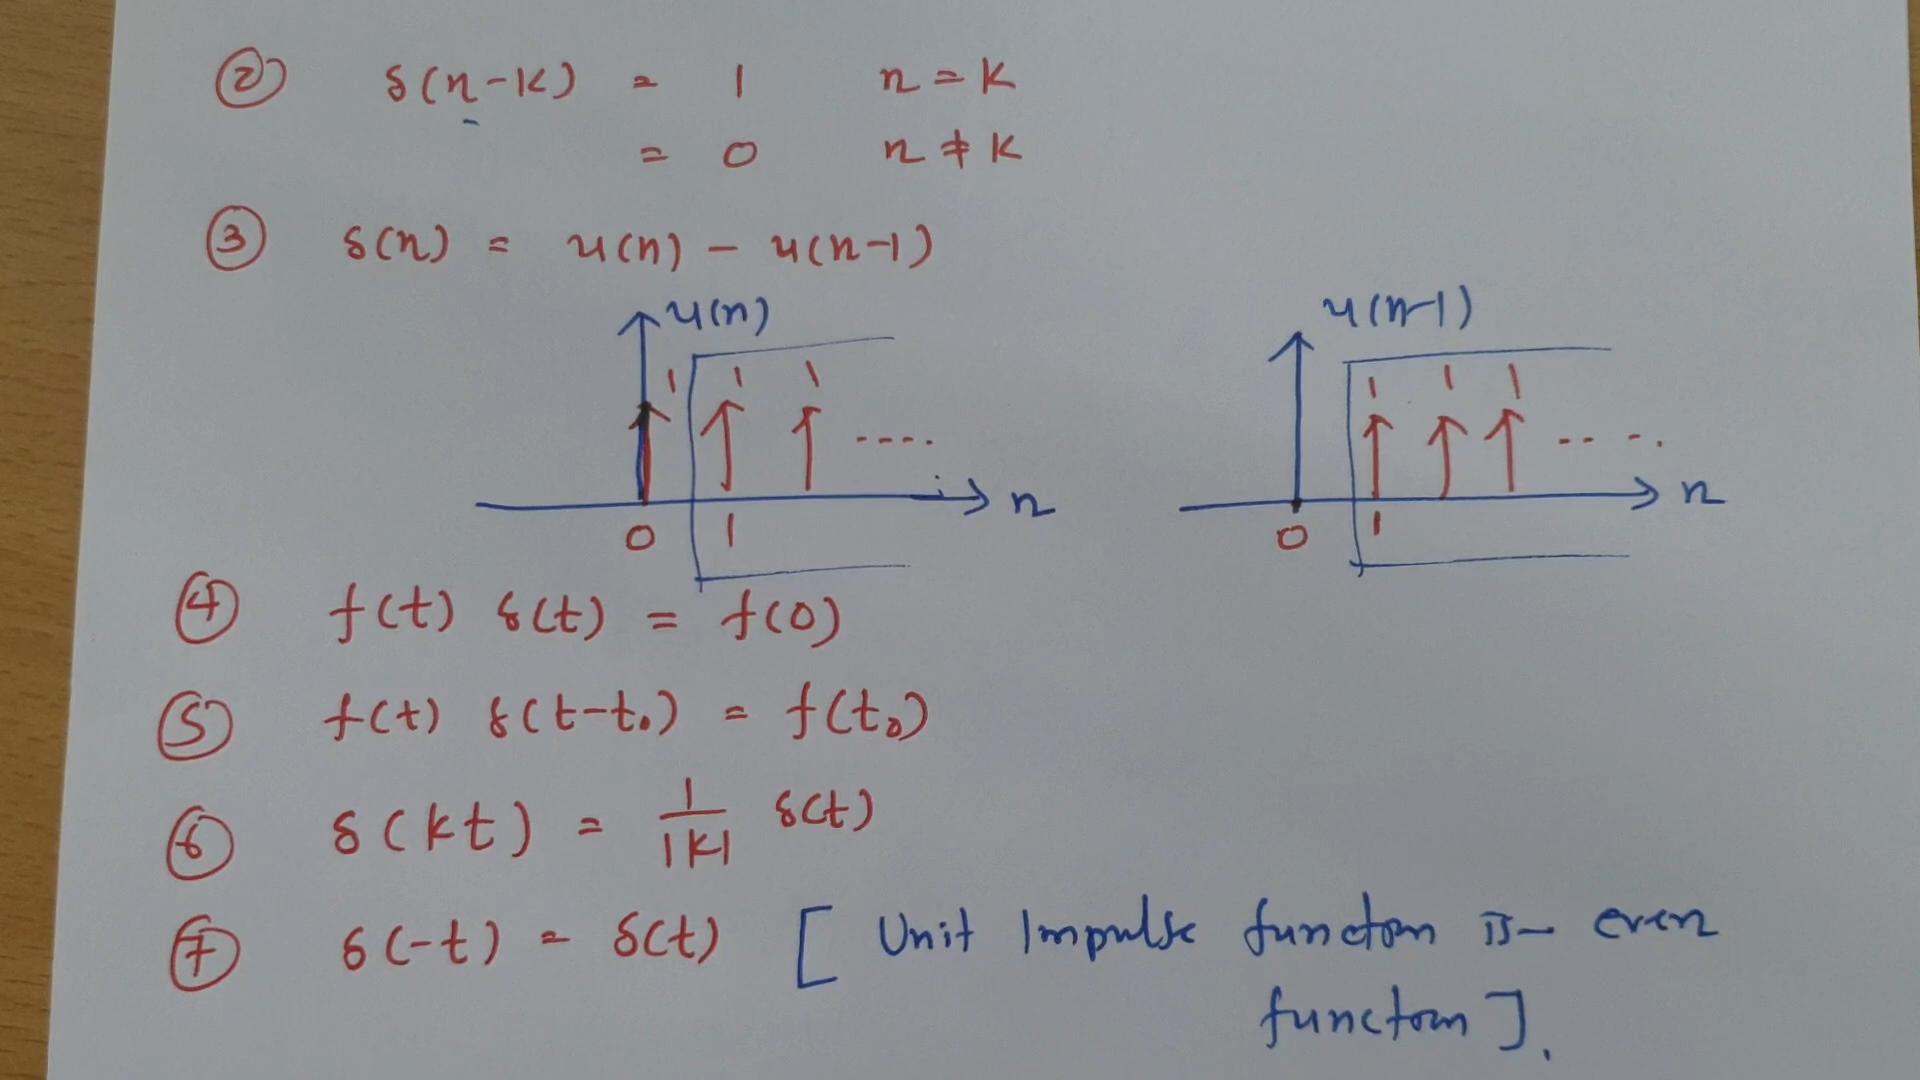 ② δ(n-k) = 1 n = k
= 0 n ≠ k
③ δ(n) = u(n) - u(n-1)
u(n) u(n-1)
1 1 1 ---- 1 1 1 -- -.
n n
0 1 0 1
④ f(t) δ(t) = f(0)
⑤ f(t) δ(t-t₀) = f(t₀)
⑥ δ(kt) = 1/|k| δ(t)
⑦ δ(-t) = δ(t) [ Unit Impulse function is even
function ].